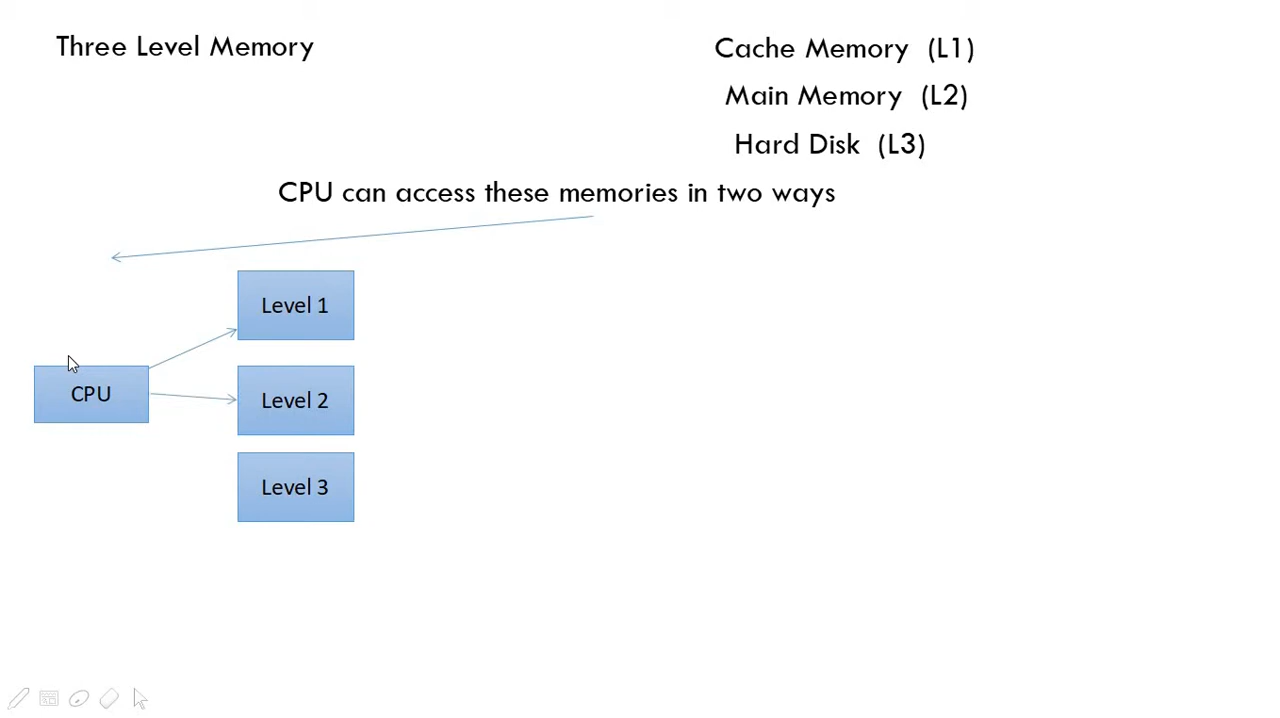 Three Level Memory
Cache Memory (L1)
Main Memory (L2)
Hard Disk (L3)
CPU can access these memories in two ways
Level 1
CPU
Level 2
Level 3